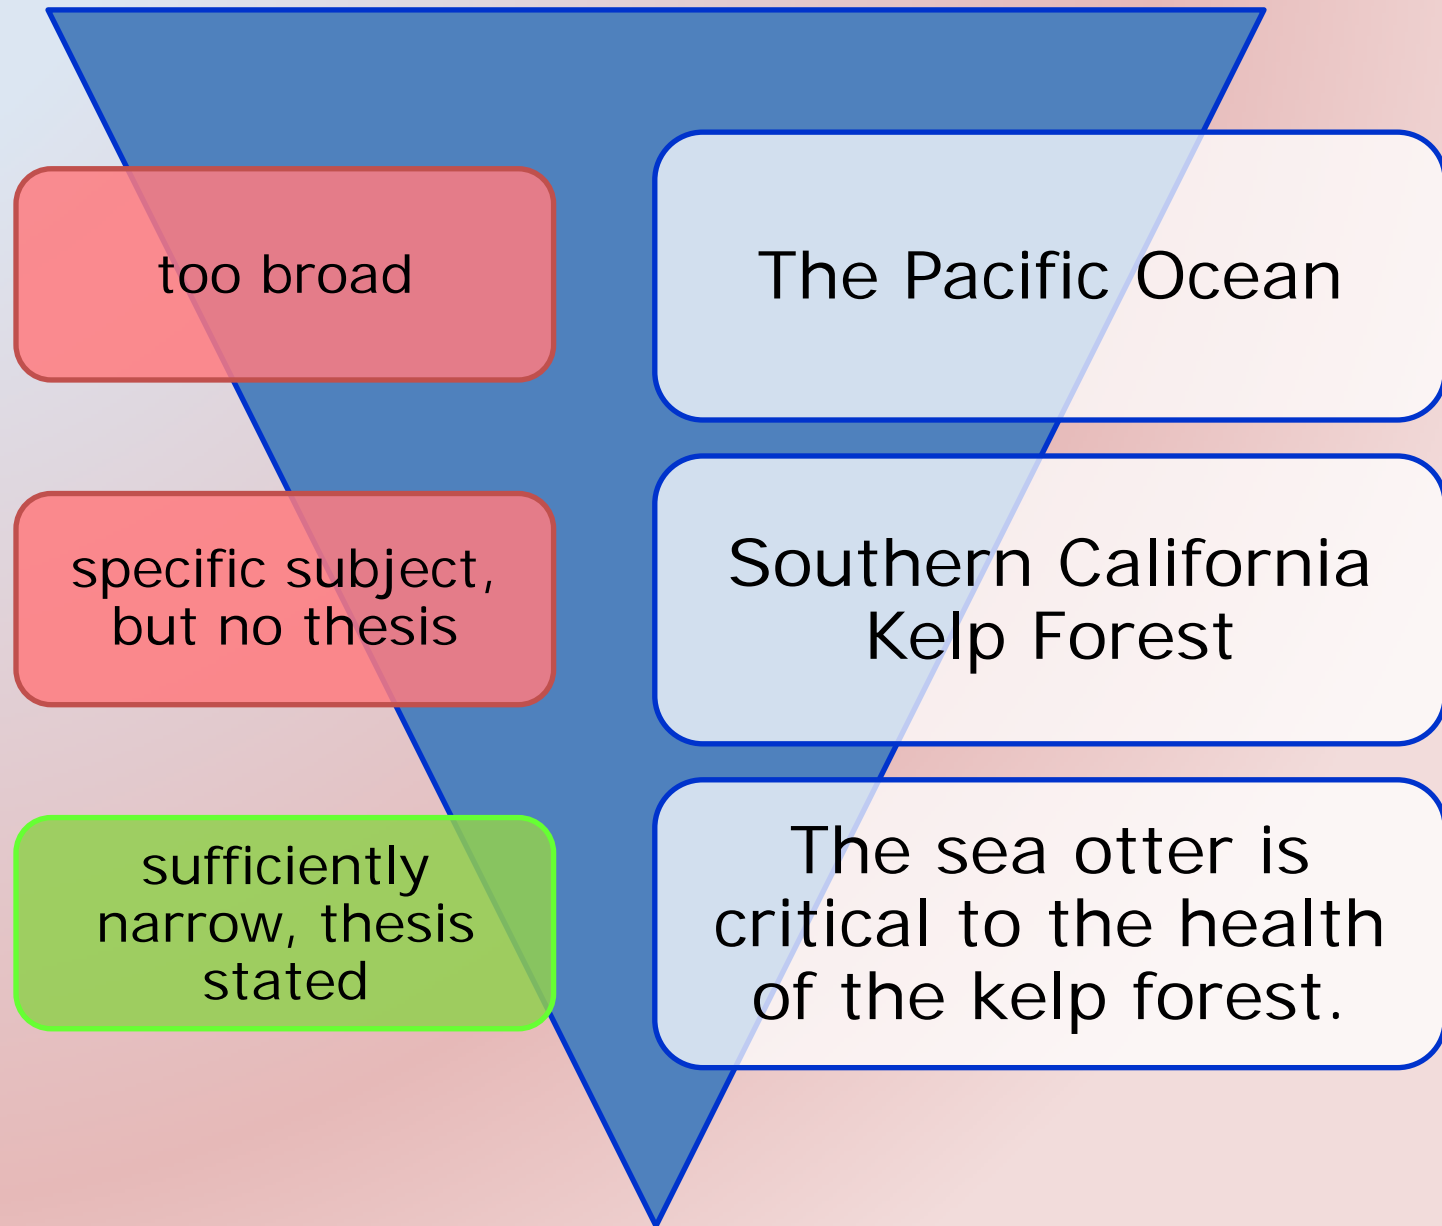 too broad
The Pacific Ocean
specific subject,
but no thesis
Southern California
Kelp Forest
sufficiently
narrow, thesis
stated
The sea otter is
critical to the health
of the kelp forest.